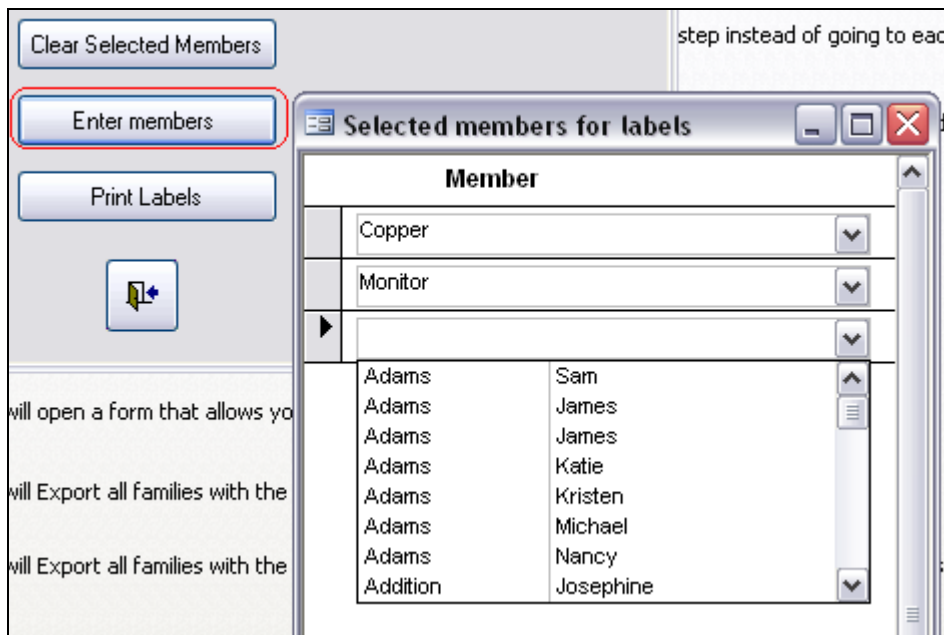 Clear Selected Members
Enter members
Print Labels
step instead of going to eac
Selected members for labels
Member
Copper
Monitor
Adams Sam
Adams James
Adams James
Adams Katie
Adams Kristen
Adams Michael
Adams Nancy
Addition Josephine
will open a form that allows yo
will Export all families with the
will Export all families with the